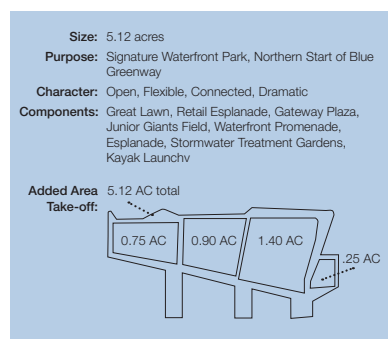 Size: 5.12 acres
Purpose: Signature Waterfront Park, Northern Start of Blue
Greenway
Character: Open, Flexible, Connected, Dramatic
Components: Great Lawn, Retail Esplanade, Gateway Plaza,
Junior Giants Field, Waterfront Promenade,
Esplanade, Stormwater Treatment Gardens,
Kayak Launchv
Added Area 5.12 AC total
Take-off:
0.75 AC 0.90 AC 1.40 AC
.25 AC